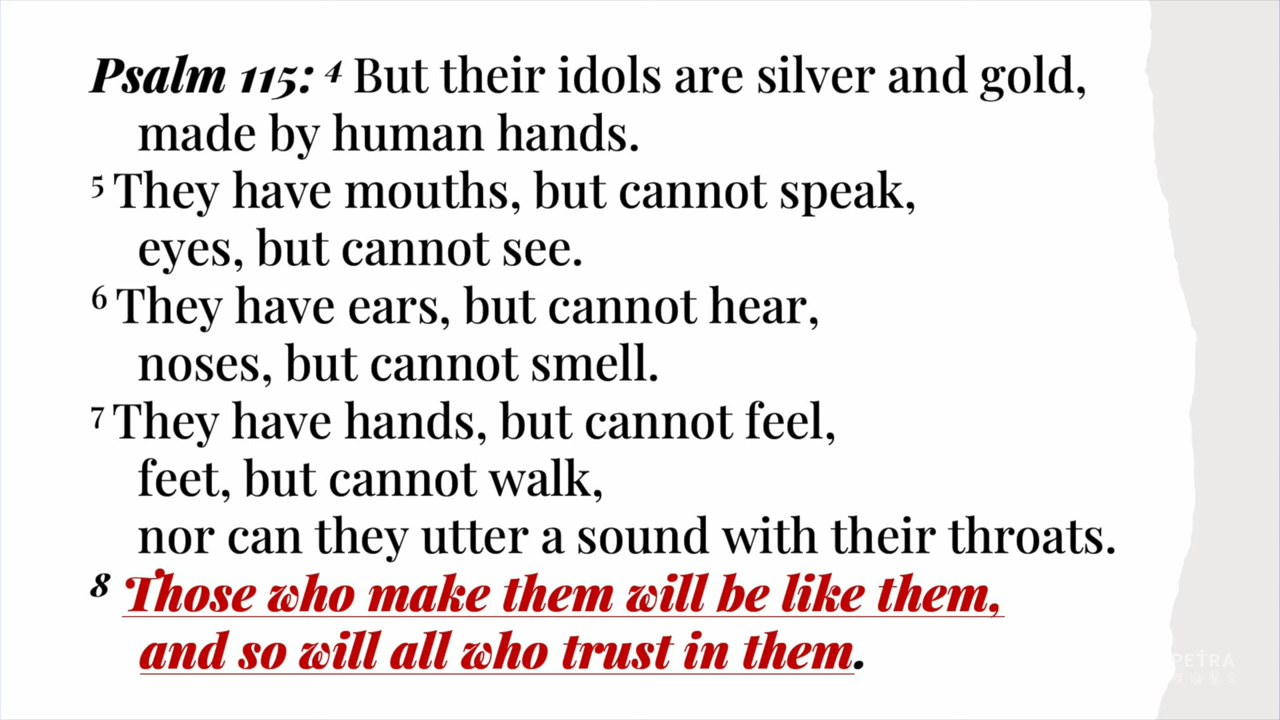 Psalm 115: 4 But their idols are silver and gold,
made by human hands.
5 They have mouths, but cannot speak,
eyes, but cannot see.
6 They have ears, but cannot hear,
noses, but cannot smell.
7 They have hands, but cannot feel,
feet, but cannot walk,
nor can they utter a sound with their throats.
8 Those who make them will be like them,
and so will all who trust in them.
PETRA